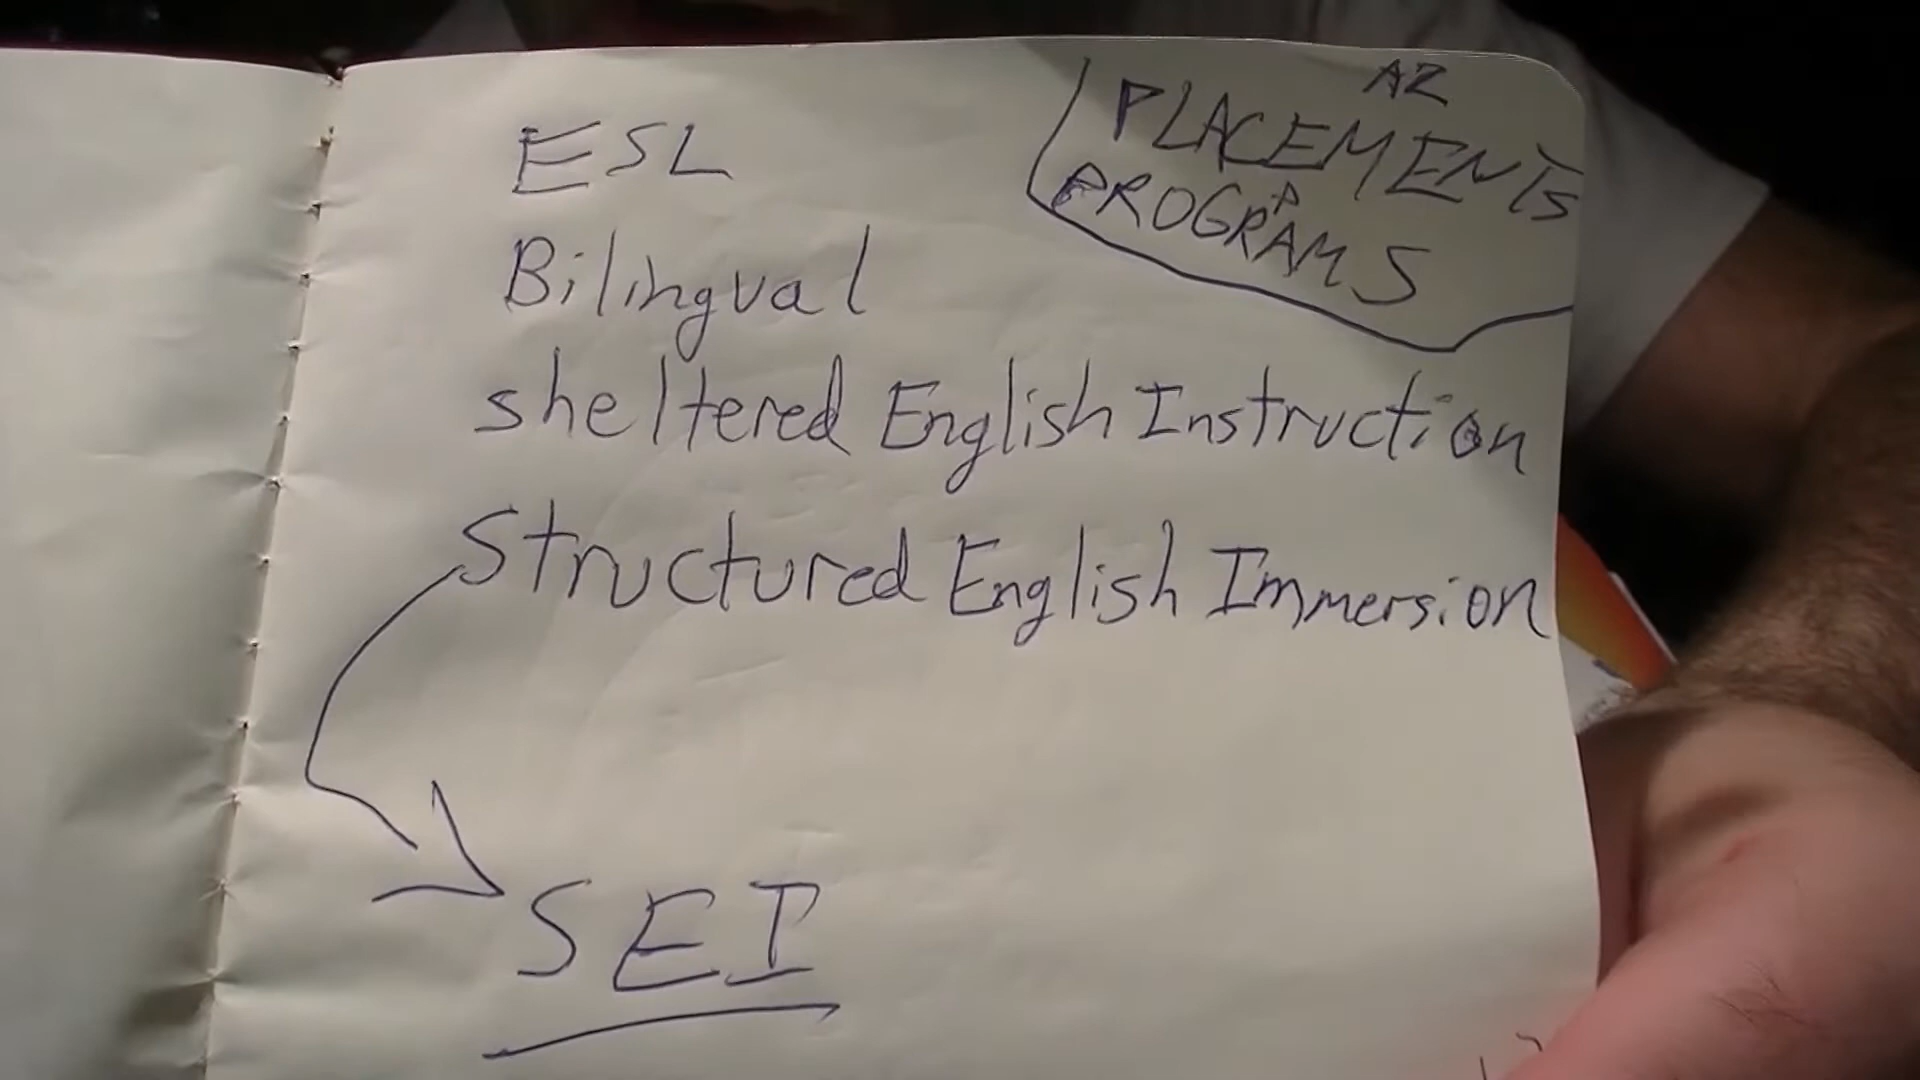 AZ
PLACEMENTS
PROGRAMS
ESL
Bilingual
sheltered English Instruction
Structured English Immersion
SEI